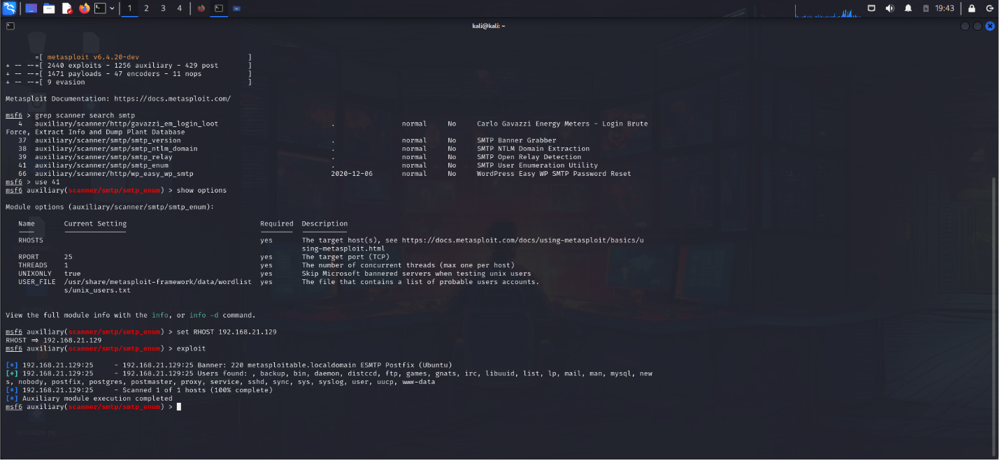 1 2 3 4 19:43
kali@kali: ~
=[ metasploit v6.4.20-dev ]
+ -- --=[ 2440 exploits - 1256 auxiliary - 429 post ]
+ -- --=[ 1471 payloads - 47 encoders - 11 nops ]
+ -- --=[ 9 evasion ]
Metasploit Documentation: https://docs.metasploit.com/
msf6 > grep scanner search smtp
4 auxiliary/scanner/http/gavazzi_em_login_loot . normal No Carlo Gavazzi Energy Meters - Login Brute
Force, Extract Info and Dump Plant Database
37 auxiliary/scanner/smtp/smtp_version . normal No SMTP Banner Grabber
38 auxiliary/scanner/smtp/smtp_ntlm_domain . normal No SMTP NTLM Domain Extraction
39 auxiliary/scanner/smtp/smtp_relay . normal No SMTP Open Relay Detection
41 auxiliary/scanner/smtp/smtp_enum . normal No SMTP User Enumeration Utility
66 auxiliary/scanner/http/wp_easy_wp_smtp 2020-12-06 normal No WordPress Easy WP SMTP Password Reset
msf6 > use 41
msf6 auxiliary(scanner/smtp/smtp_enum) > show options
Module options (auxiliary/scanner/smtp/smtp_enum):
Name Current Setting Required Description
RHOSTS yes The target host(s), see https://docs.metasploit.com/docs/using-metasploit/basics/u
sing-metasploit.html
RPORT 25 yes The target port (TCP)
THREADS 1 yes The number of concurrent threads (max one per host)
UNIXONLY true yes Skip Microsoft bannered servers when testing unix users
USER_FILE /usr/share/metasploit-framework/data/wordlist yes The file that contains a list of probable users accounts.
s/unix_users.txt
View the full module info with the info, or info -d command.
msf6 auxiliary(scanner/smtp/smtp_enum) > set RHOST 192.168.21.129
RHOST => 192.168.21.129
msf6 auxiliary(scanner/smtp/smtp_enum) > exploit
[*] 192.168.21.129:25 - 192.168.21.129:25 Banner: 220 metasploitable.localdomain ESMTP Postfix (Ubuntu)
[+] 192.168.21.129:25 - 192.168.21.129:25 Users found: , backup, bin, daemon, distccd, ftp, games, gnats, irc, libuuid, list, lp, mail, man, mysql, new
s, nobody, postfix, postgres, postmaster, proxy, service, sshd, sync, sys, syslog, user, uucp, www-data
[*] 192.168.21.129:25 - Scanned 1 of 1 hosts (100% complete)
[*] Auxiliary module execution completed
msf6 auxiliary(scanner/smtp/smtp_enum) >